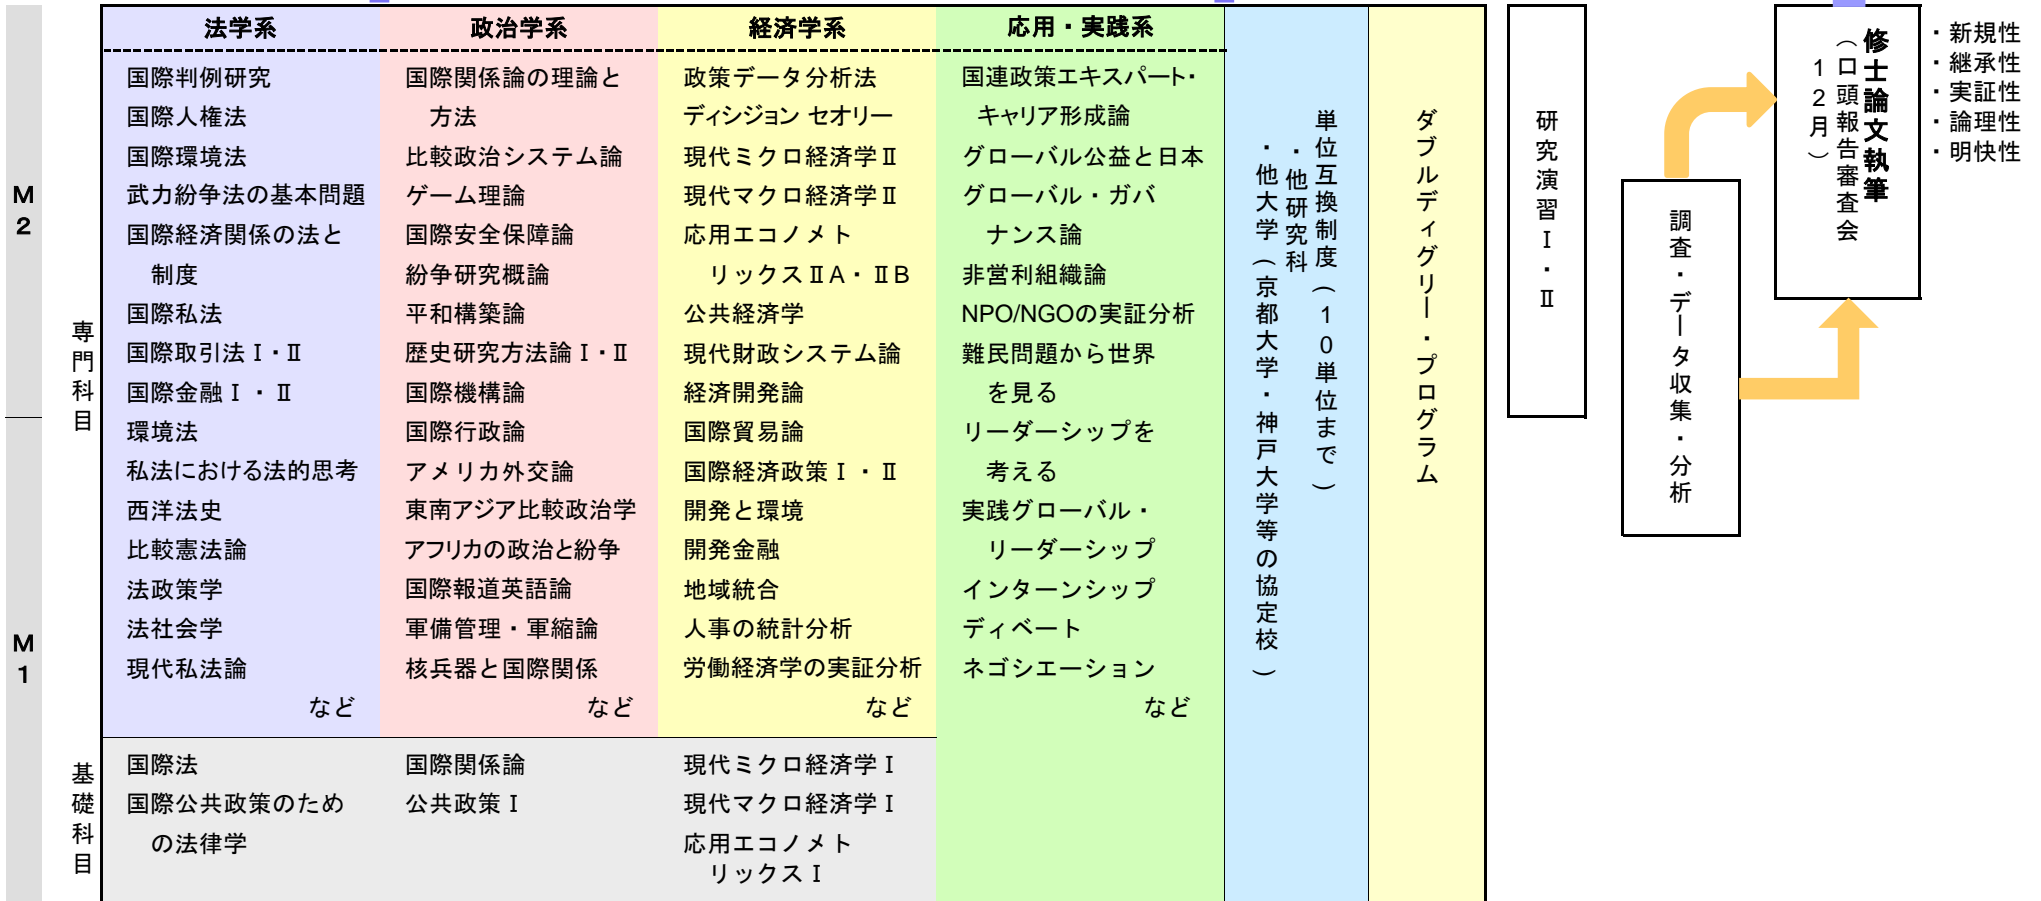 M
2
M
1
専門科目
基礎科目
法学系
国際判例研究
国際人権法
国際環境法
武力紛争法の基本問題
国際経済関係の法と
制度
国際私法
国際取引法Ⅰ・Ⅱ
国際金融Ⅰ・Ⅱ
環境法
私法における法的思考
西洋法史
比較憲法論
法政策学
法社会学
現代私法論
など
国際法
国際公共政策のため
の法律学
政治学系
国際関係論の理論と
方法
比較政治システム論
ゲーム理論
国際安全保障論
紛争研究概論
平和構築論
歴史研究方法論Ⅰ・Ⅱ
国際機構論
国際行政論
アメリカ外交論
東南アジア比較政治学
アフリカの政治と紛争
国際報道英語論
軍備管理・軍縮論
核兵器と国際関係
など
国際関係論
公共政策Ⅰ
経済学系
政策データ分析法
ディシジョン セオリー
現代ミクロ経済学Ⅱ
現代マクロ経済学Ⅱ
応用エコノメト
リックスⅡA・ⅡB
公共経済学
現代財政システム論
経済開発論
国際貿易論
国際経済政策Ⅰ・Ⅱ
開発と環境
開発金融
地域統合
人事の統計分析
労働経済学の実証分析
など
現代ミクロ経済学Ⅰ
現代マクロ経済学Ⅰ
応用エコノメト
リックスⅠ
応用・実践系
国連政策エキスパート・
キャリア形成論
グローバル公益と日本
グローバル・ガバ
ナンス論
非営利組織論
NPO/NGOの実証分析
難民問題から世界
を見る
リーダーシップを
考える
実践グローバル・
リーダーシップ
インターンシップ
ディベート
ネゴシエーション
など
単位互換制度(10単位まで)
・他研究科
・他大学(京都大学・神戸大学等の協定校)
ダブルディグリー・プログラム
研究演習Ⅰ・Ⅱ
調査・データ収集・分析
修士論文執筆
(口頭報告審査会
12月)
・新規性
・継承性
・実証性
・論理性
・明快性